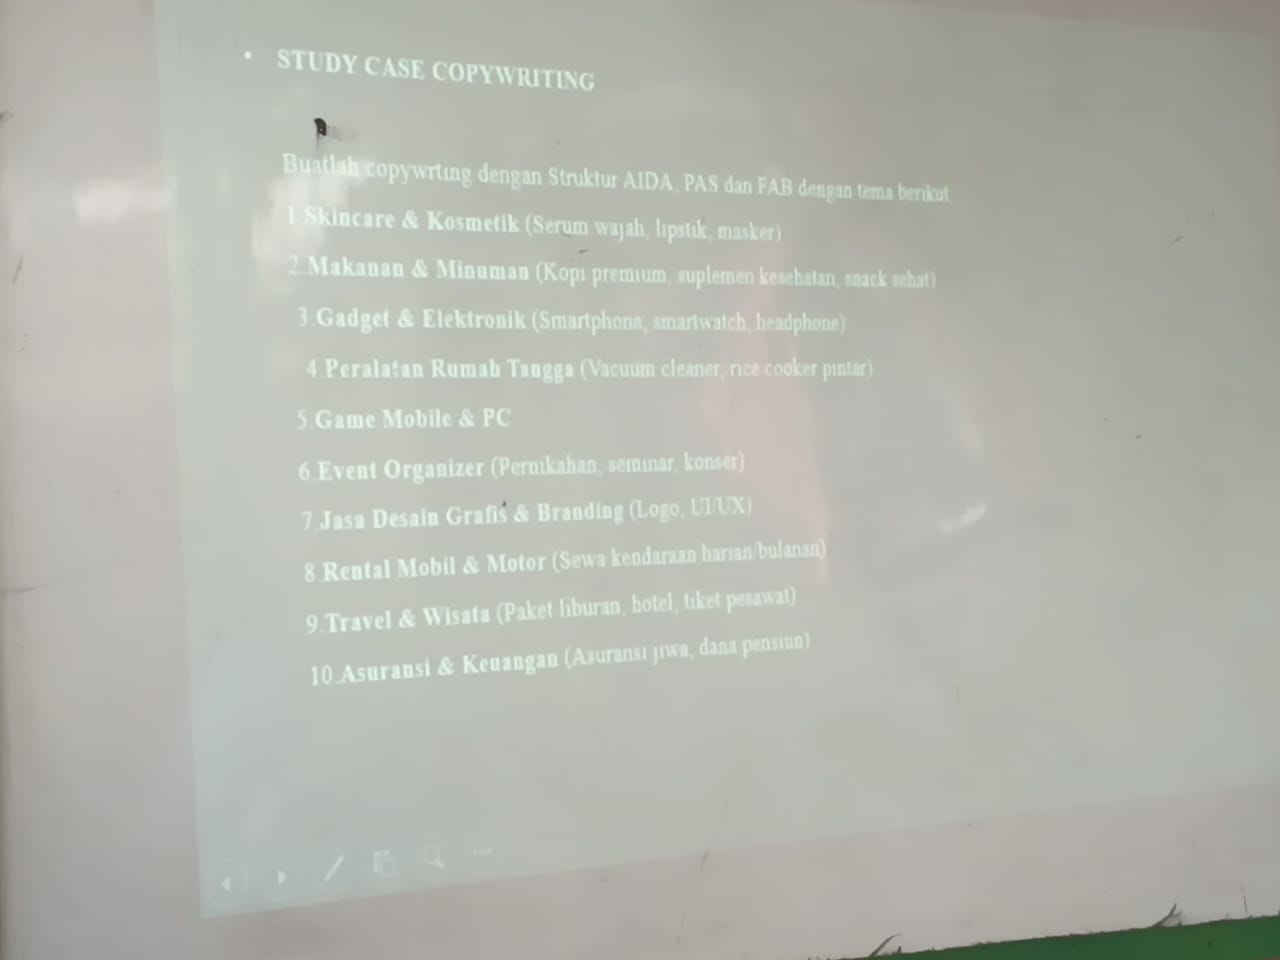 • STUDY CASE COPYWRITING
Buatlah copywrting dengan Struktur AIDA, PAS dan FAB dengan tema berikut
1.Skincare & Kosmetik (Serum wajah, lipstik, masker)
2.Makanan & Minuman (Kopi premium, suplemen kesehatan, snack sehat)
3.Gadget & Elektronik (Smartphone, smartwatch, headphone)
4.Peralatan Rumah Tangga (Vacuum cleaner, rice cooker pintar)
5.Game Mobile & PC
6.Event Organizer (Pernikahan, seminar, konser)
7.Jasa Desain Grafis & Branding (Logo, UI/UX)
8.Rental Mobil & Motor (Sewa kendaraan harian/bulanan)
9.Travel & Wisata (Paket liburan, hotel, tiket pesawat)
10.Asuransi & Keuangan (Asuransi jiwa, dana pensiun)